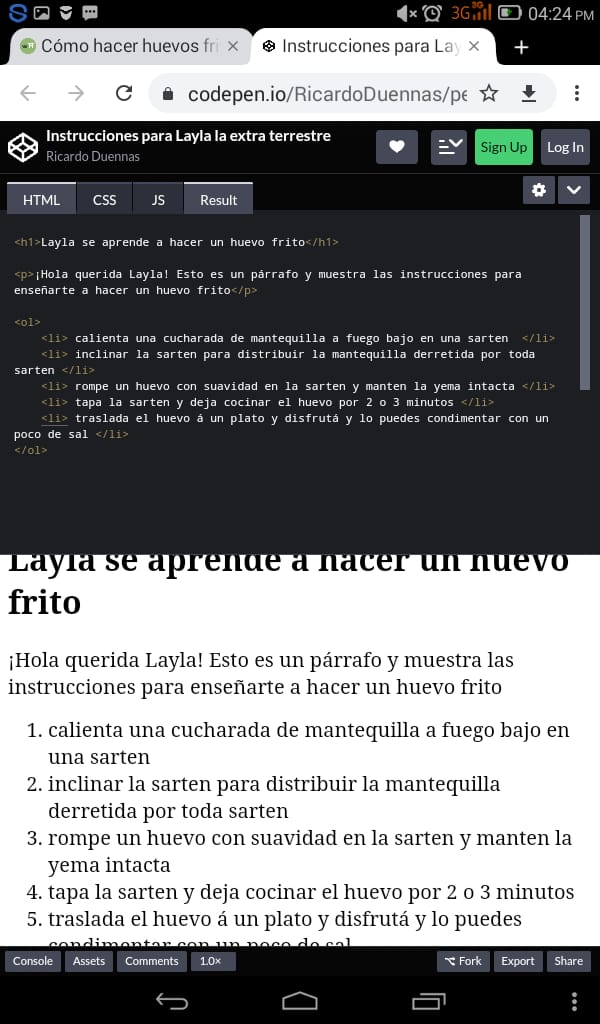 3G 3G 04:24 PM
Cómo hacer huevos fri × Instrucciones para Lay × +
codepen.io/RicardoDuennas/pe
Instrucciones para Layla la extra terrestre
Ricardo Duennas
Sign Up Log In
HTML CSS JS Result
<h1>Layla se aprende a hacer un huevo frito</h1>
<p>¡Hola querida Layla! Esto es un párrafo y muestra las instrucciones para
enseñarte a hacer un huevo frito</p>
<ol>
<li> calienta una cucharada de mantequilla a fuego bajo en una sarten </li>
<li> inclinar la sarten para distribuir la mantequilla derretida por toda
sarten </li>
<li> rompe un huevo con suavidad en la sarten y manten la yema intacta </li>
<li> tapa la sarten y deja cocinar el huevo por 2 o 3 minutos </li>
<li> traslada el huevo á un plato y disfrutá y lo puedes condimentar con un
poco de sal </li>
</ol>
Layla se aprende a hacer un huevo
frito
¡Hola querida Layla! Esto es un párrafo y muestra las
instrucciones para enseñarte a hacer un huevo frito
1. calienta una cucharada de mantequilla a fuego bajo en
una sarten
2. inclinar la sarten para distribuir la mantequilla
derretida por toda sarten
3. rompe un huevo con suavidad en la sarten y manten la
yema intacta
4. tapa la sarten y deja cocinar el huevo por 2 o 3 minutos
5. traslada el huevo á un plato y disfrutá y lo puedes
condimentar con un poco de sal
Console Assets Comments 1.0× Fork Export Share